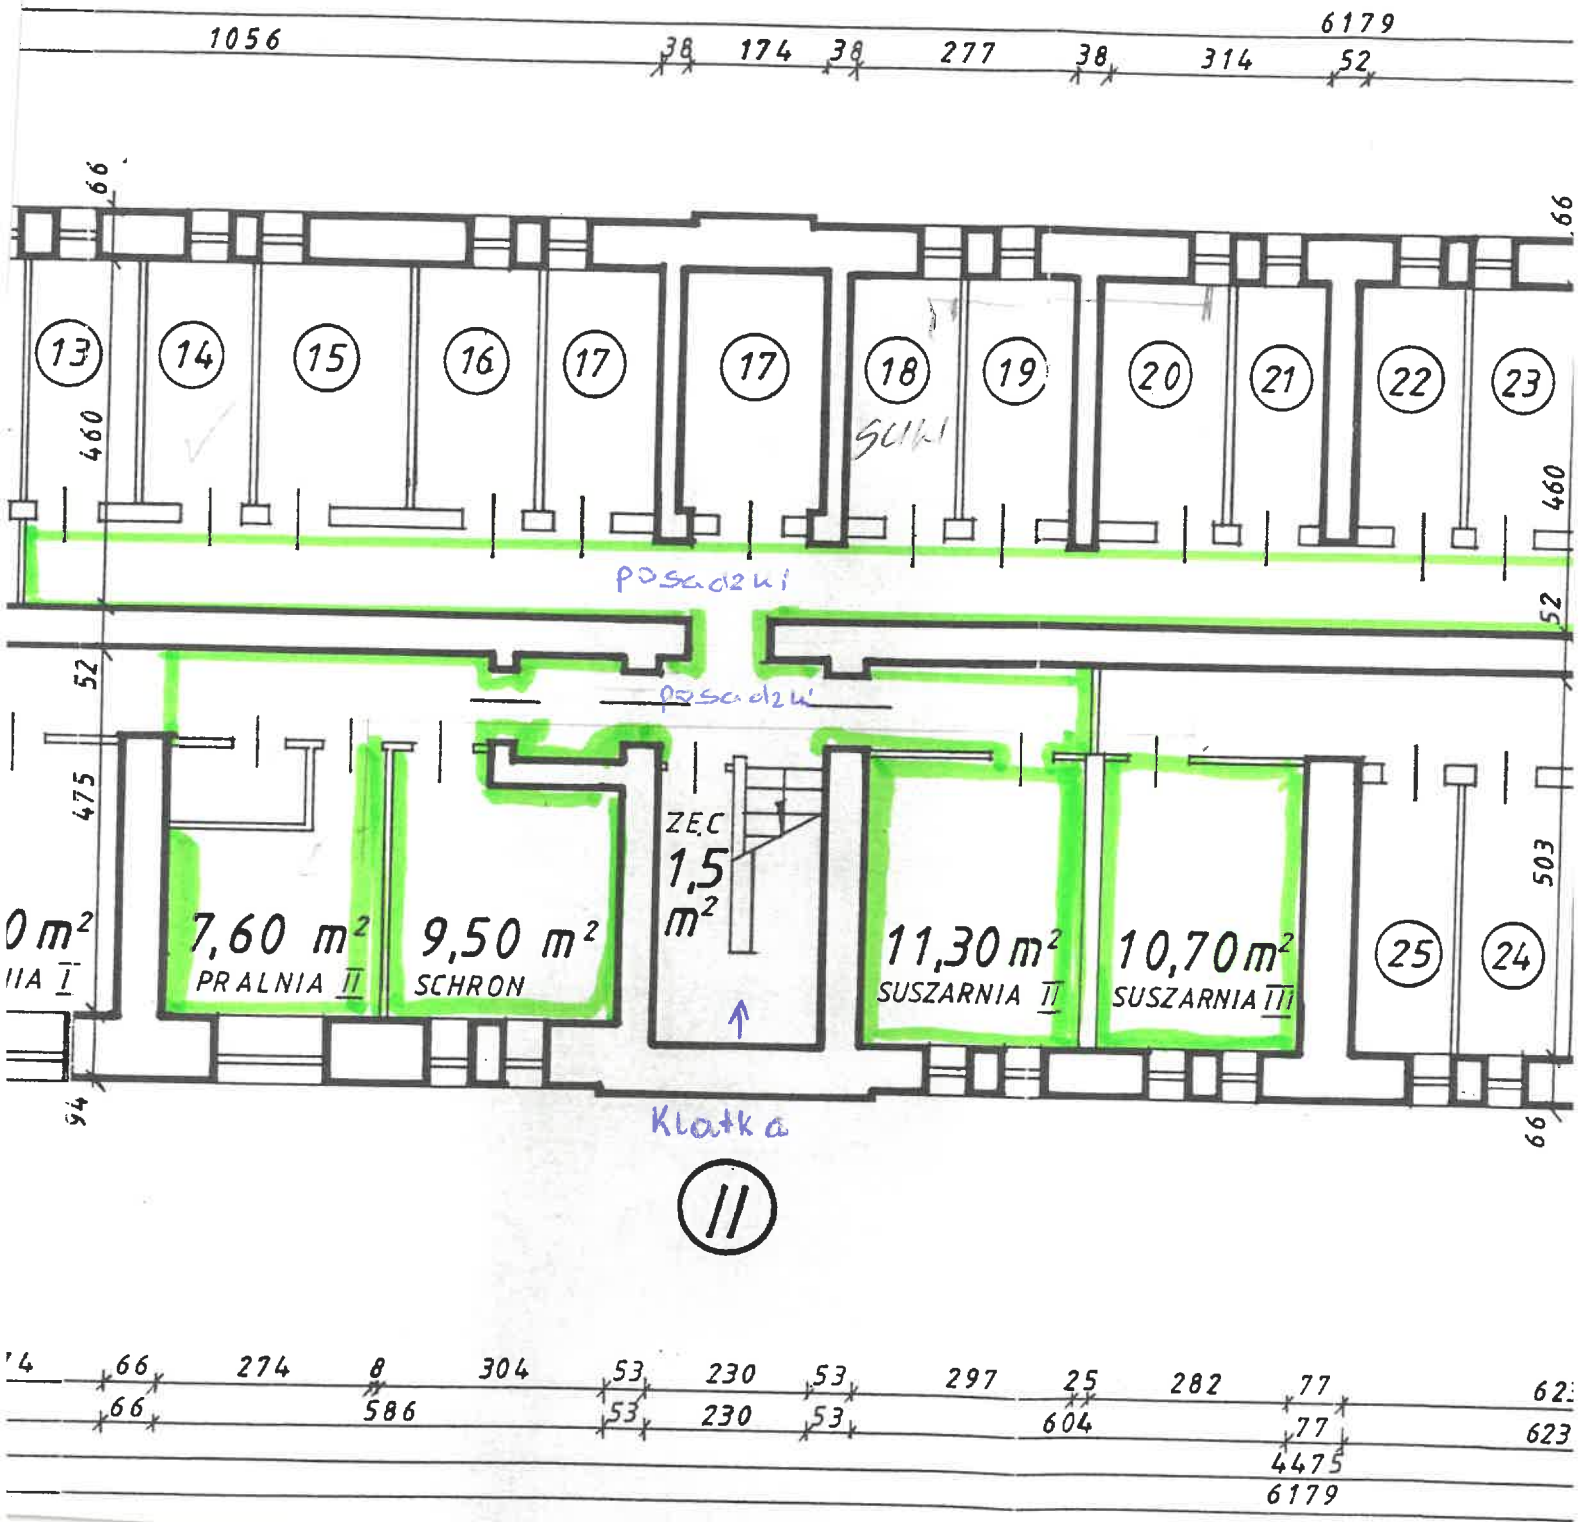 6179
1056 38 174 38 277 38 314 52
66 66
13 14 15 16 17 17 18 19 20 21 22 23
460 460
posadzki
52
52
posadzki
475
ZEC
1,5
m²
503
0 m² 7,60 m² 9,50 m² 11,30 m² 10,70 m² 25 24
NIA I PRALNIA II SCHRON SUSZARNIA II SUSZARNIA III
94 66
Klatka
II
74 66 274 8 304 53 230 53 297 25 282 77 623
66 586 53 230 53 604 77 623
4475
6179